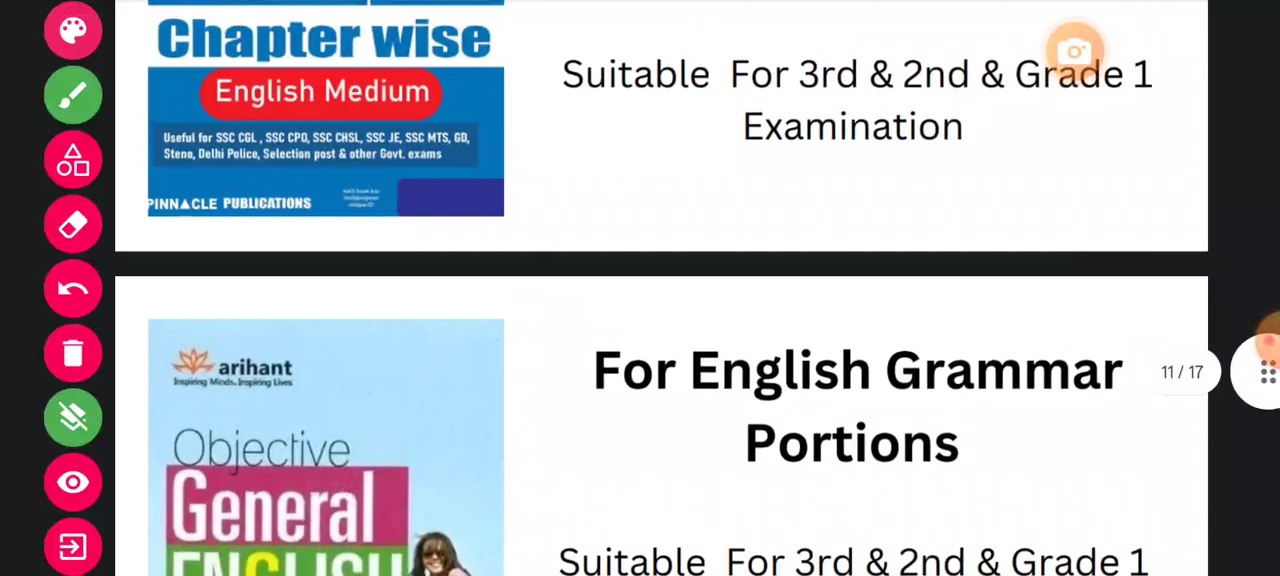 Chapter wise
English Medium
Useful for SSC CGL , SSC CPO, SSC CHSL, SSC JE, SSC MTS, GD,
Steno, Delhi Police, Selection post & other Govt. exams
PINNACLE PUBLICATIONS
Suitable For 3rd & 2nd & Grade 1
Examination
arihant
Inspiring Minds. Inspiring Lives
Objective
General
ENGLISH
For English Grammar
Portions
11 / 17
Suitable For 3rd & 2nd & Grade 1